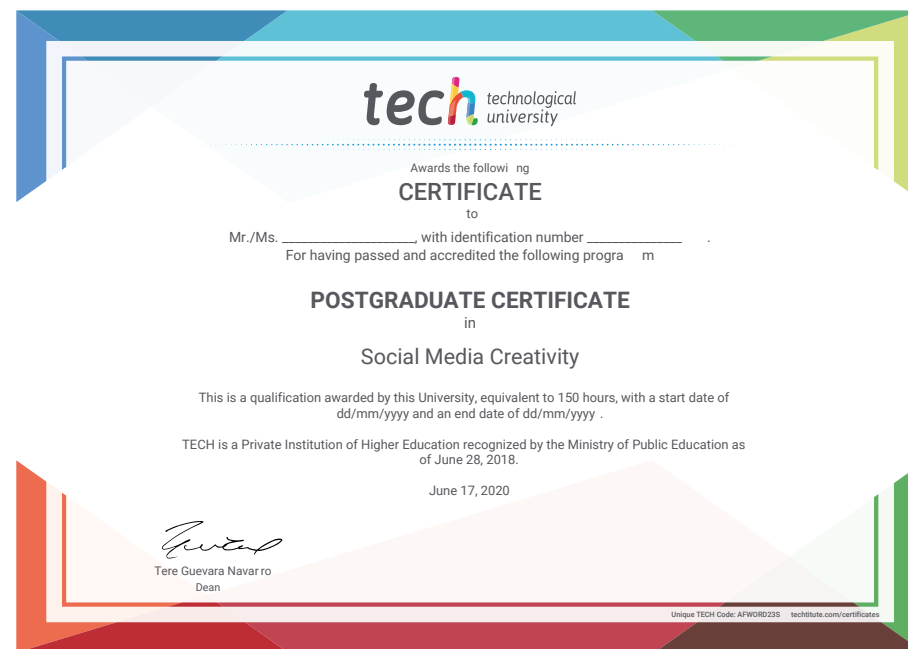 tech technological
university
Awards the followi ng
CERTIFICATE
to
Mr./Ms. ____________________, with identification number ______________ .
For having passed and accredited the following progra m
POSTGRADUATE CERTIFICATE
in
Social Media Creativity
This is a qualification awarded by this University, equivalent to 150 hours, with a start date of
dd/mm/yyyy and an end date of dd/mm/yyyy .
TECH is a Private Institution of Higher Education recognized by the Ministry of Public Education as
of June 28, 2018.
June 17, 2020
Tere Guevara Navar ro
Dean
Unique TECH Code: AFWORD23S techtitute.com/certificates